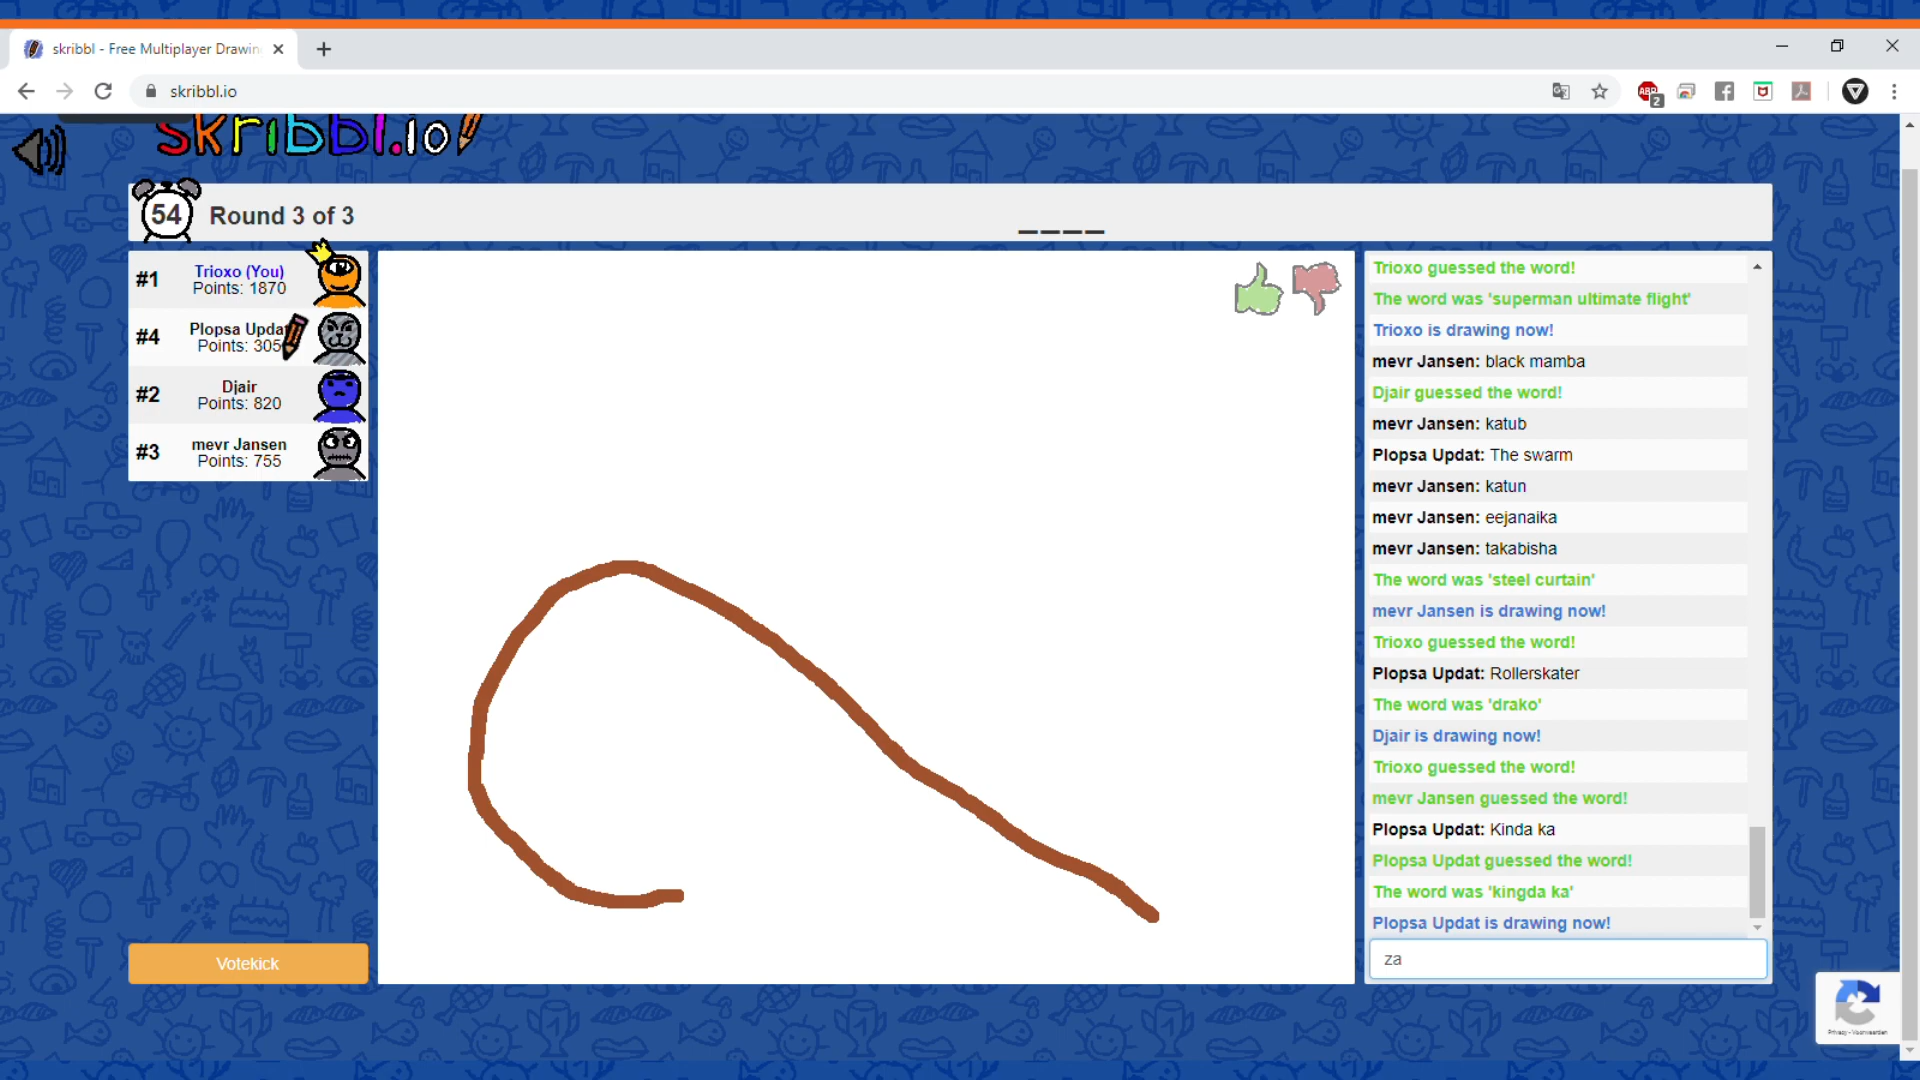 skribbl - Free Multiplayer Drawin
skribbl.io
ABP
2
skribbl.io
54
Round 3 of 3
____
#1
Trioxo (You)
Points: 1870
#4
Plopsa Updat
Points: 305
#2
Djair
Points: 820
#3
mevr Jansen
Points: 755
Votekick
Trioxo guessed the word!
The word was 'superman ultimate flight'
Trioxo is drawing now!
mevr Jansen: black mamba
Djair guessed the word!
mevr Jansen: katub
Plopsa Updat: The swarm
mevr Jansen: katun
mevr Jansen: eejanaika
mevr Jansen: takabisha
The word was 'steel curtain'
mevr Jansen is drawing now!
Trioxo guessed the word!
Plopsa Updat: Rollerskater
The word was 'drako'
Djair is drawing now!
Trioxo guessed the word!
mevr Jansen guessed the word!
Plopsa Updat: Kinda ka
Plopsa Updat guessed the word!
The word was 'kingda ka'
Plopsa Updat is drawing now!
za
Privacy - Voorwaarden